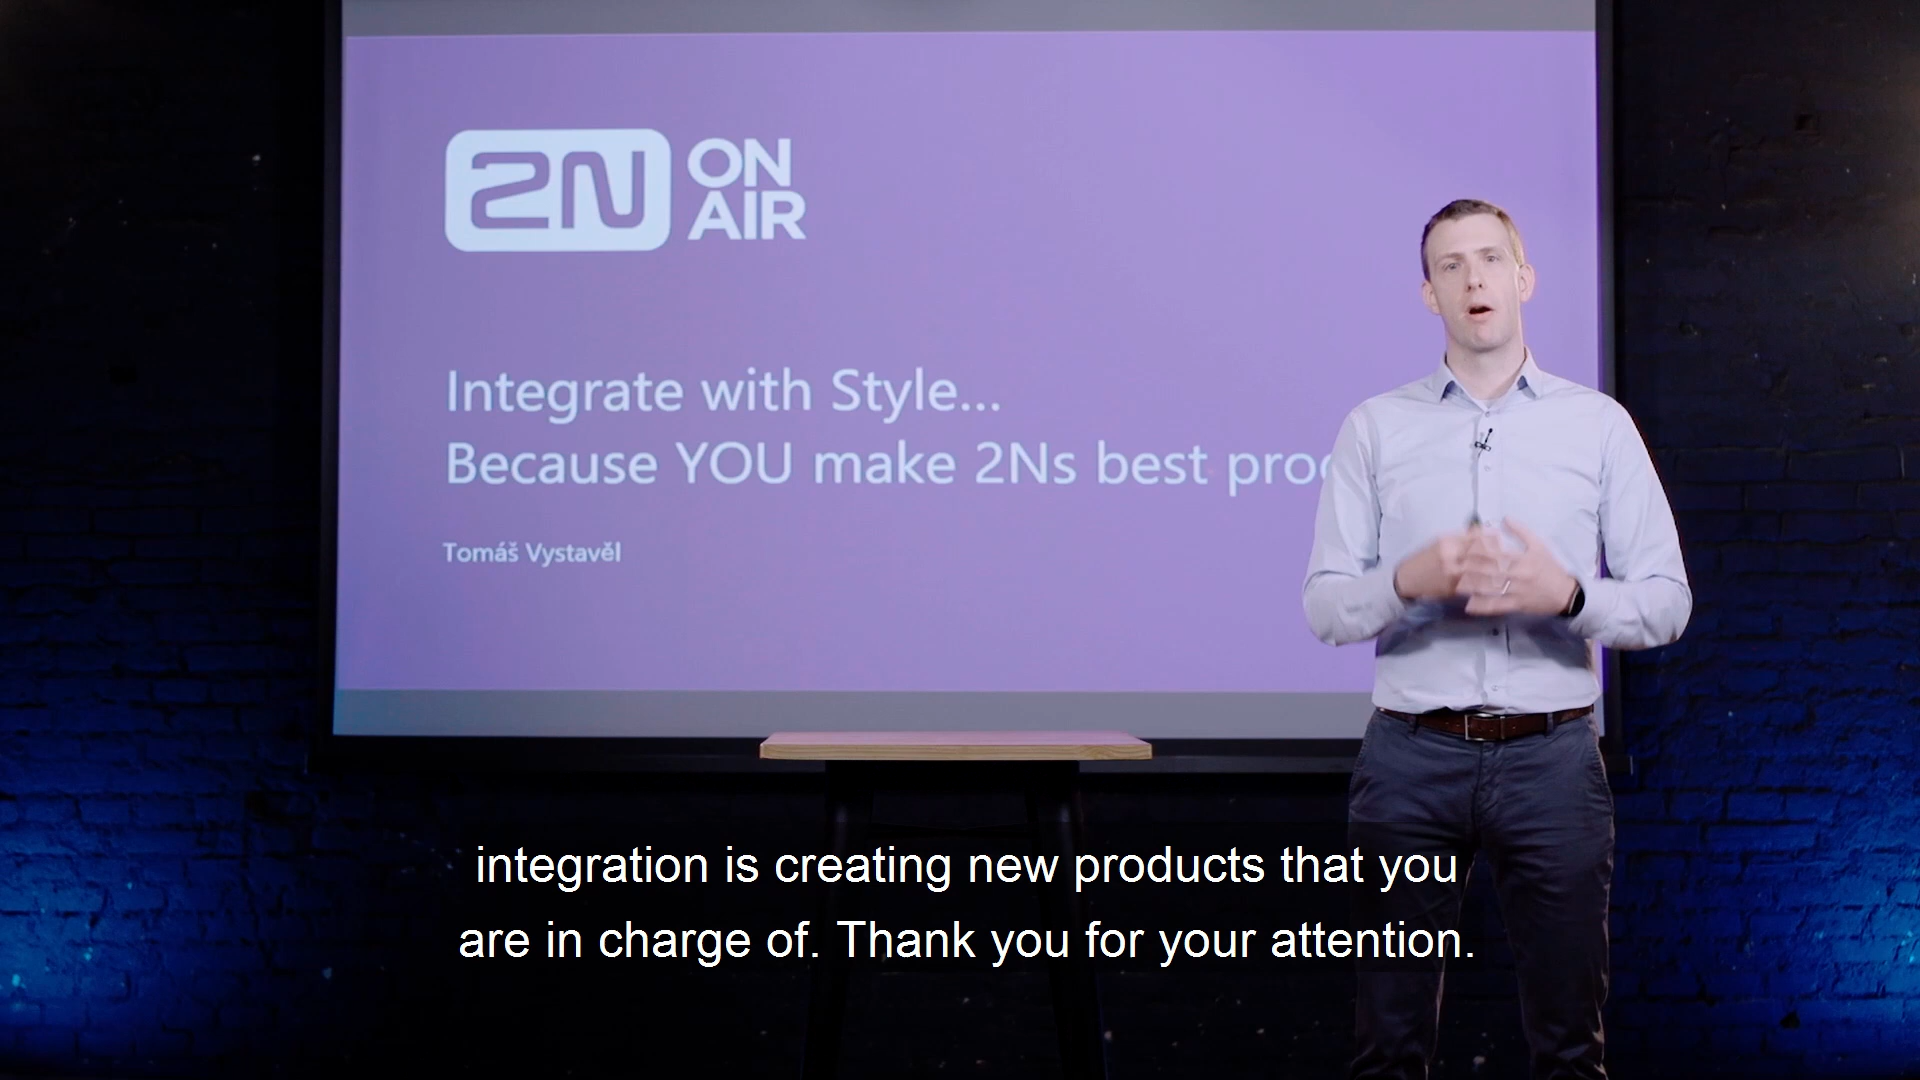 2N ON
AIR
Integrate with Style...
Because YOU make 2Ns best
Tomáš Vystavěl
integration is creating new products that you
are in charge of. Thank you for your attention.